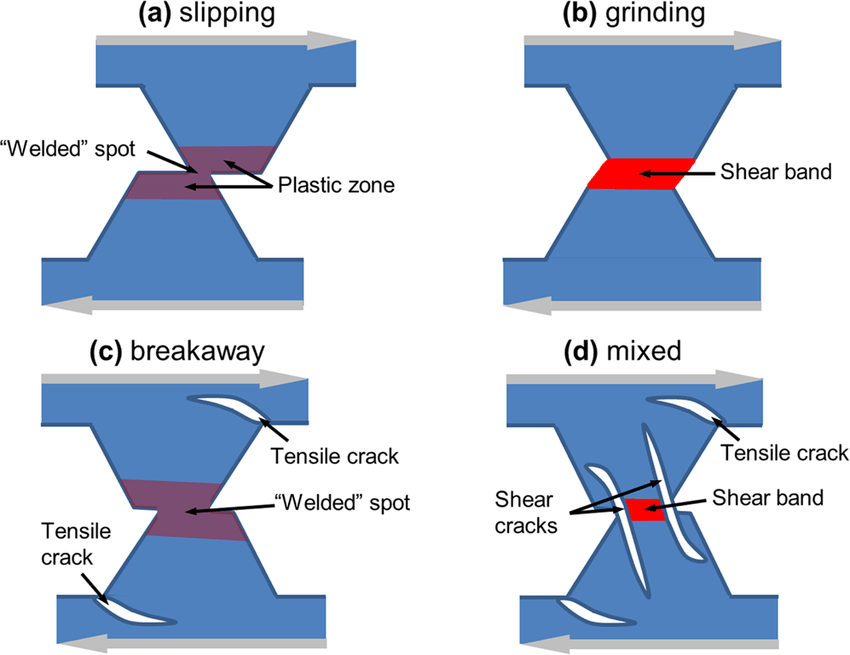 (a) slipping
(b) grinding
“Welded” spot
Plastic zone
Shear band
(c) breakaway
(d) mixed
Tensile crack
“Welded” spot
Tensile
crack
Tensile crack
Shear
cracks
Shear band